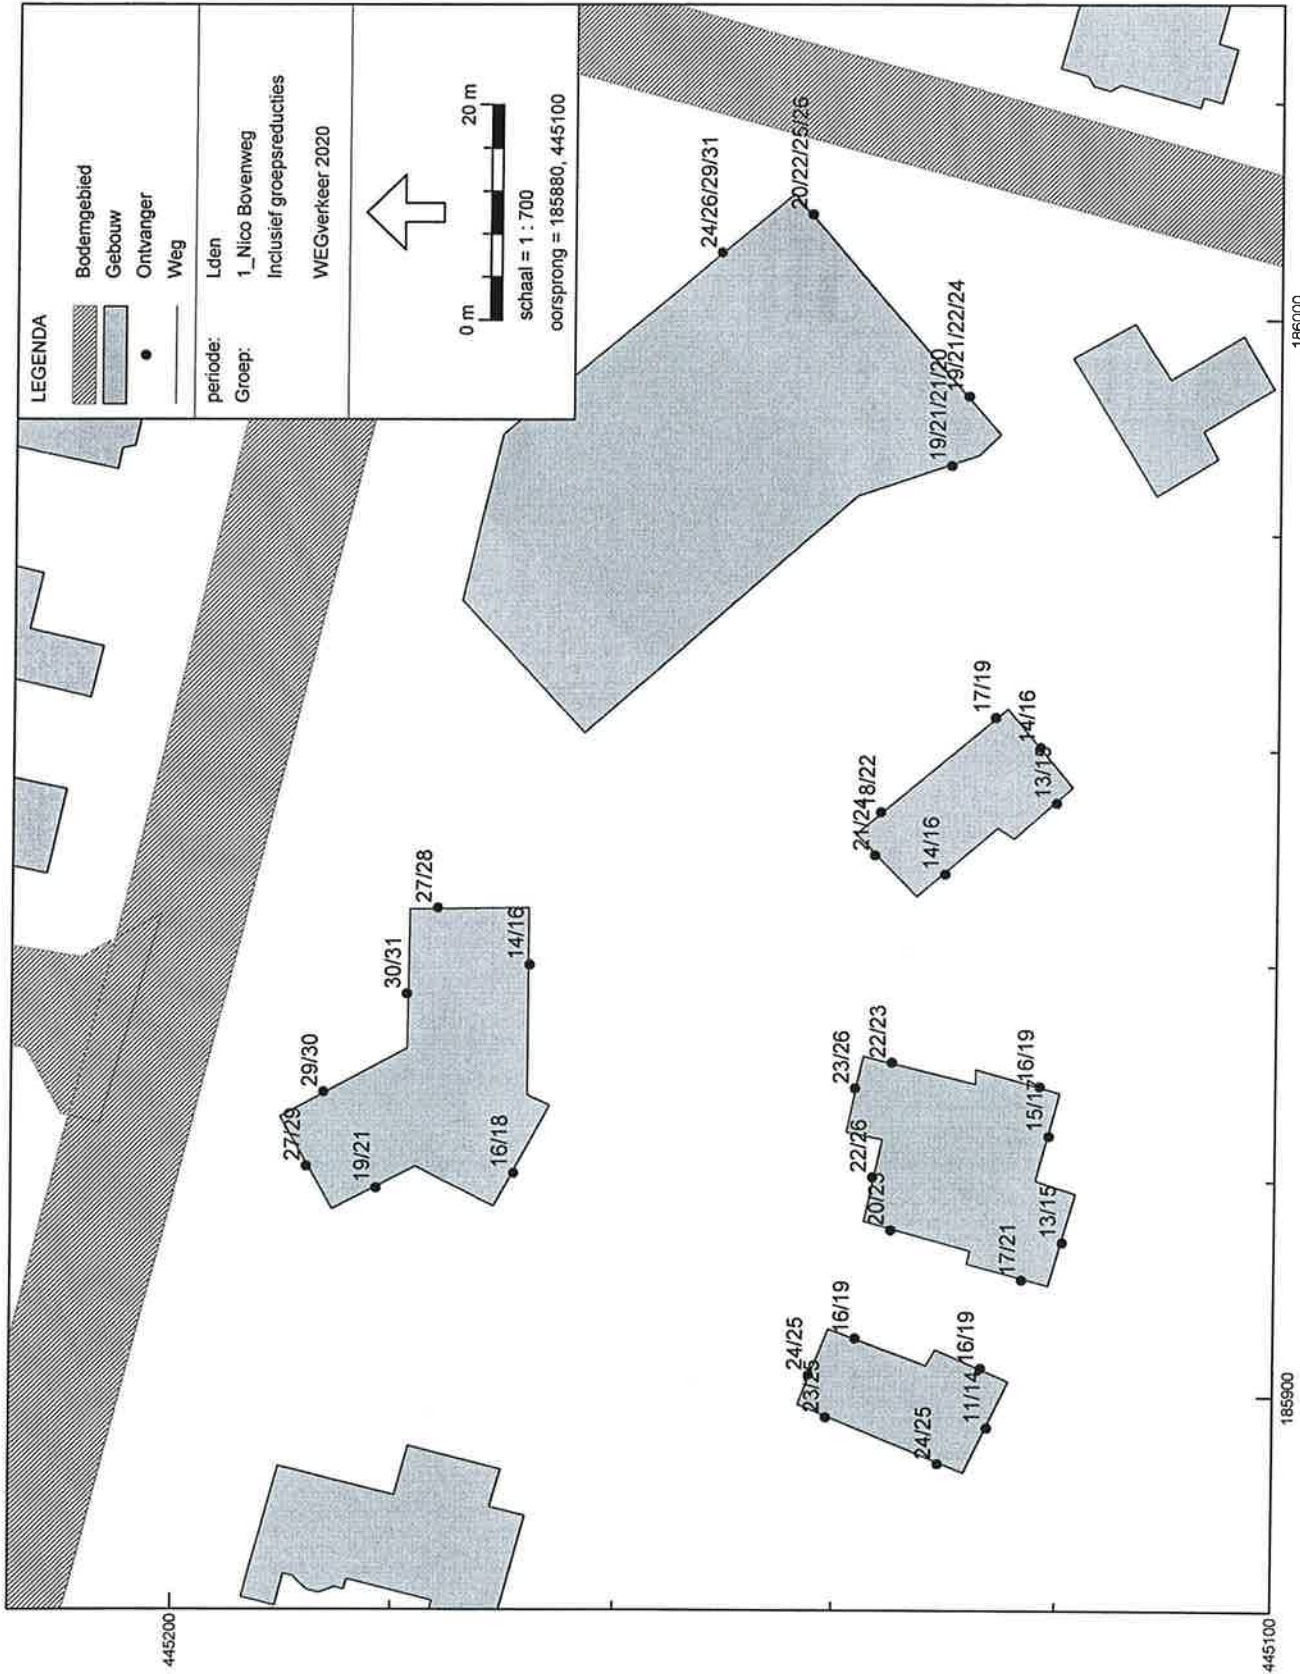 LEGENDA
Bodemgebied
Gebouw
Ontvanger
Weg
periode: Lden
Groep: 1_Nico Bovenweg
Inclusief groepsreducties
WEGverkeer 2020
0 m 20 m
schaal = 1 : 700
oorsprong = 185880, 445100
24/26/29/31
20/22/25/26
19/21/21/20
19/21/22/24
27/28
30/31
14/16
29/30
27/29
19/21
16/18
17/19
14/16
13/15
18/22
21/24
14/16
23/26
22/23
22/26
20/23
16/19
15/17
13/15
17/21
24/25
23/25
16/19
16/19
11/14
24/25
445200
445100
185900
186000